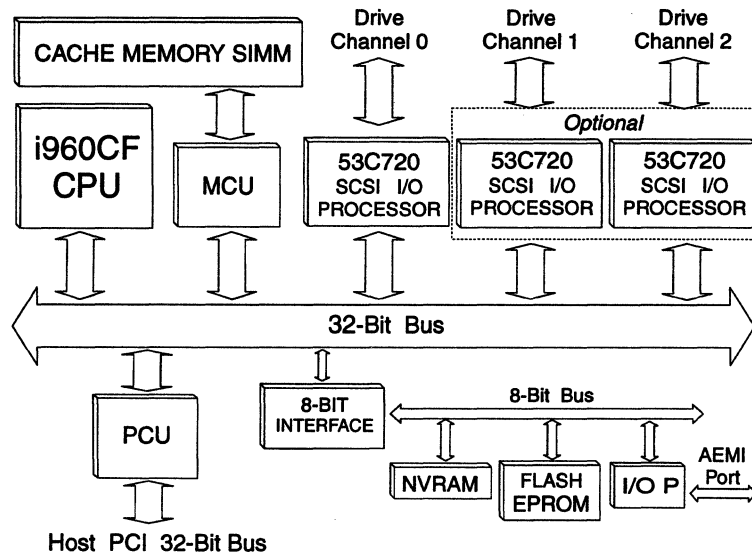 Drive
Channel 0
Drive
Channel 1
Drive
Channel 2
CACHE MEMORY SIMM
Optional
i960CF
CPU
MCU
53C720
SCSI I/O
PROCESSOR
53C720
SCSI I/O
PROCESSOR
53C720
SCSI I/O
PROCESSOR
32-Bit Bus
PCU
8-BIT
INTERFACE
8-Bit Bus
NVRAM
FLASH
EPROM
I/O P
AEMI
Port
Host PCI 32-Bit Bus